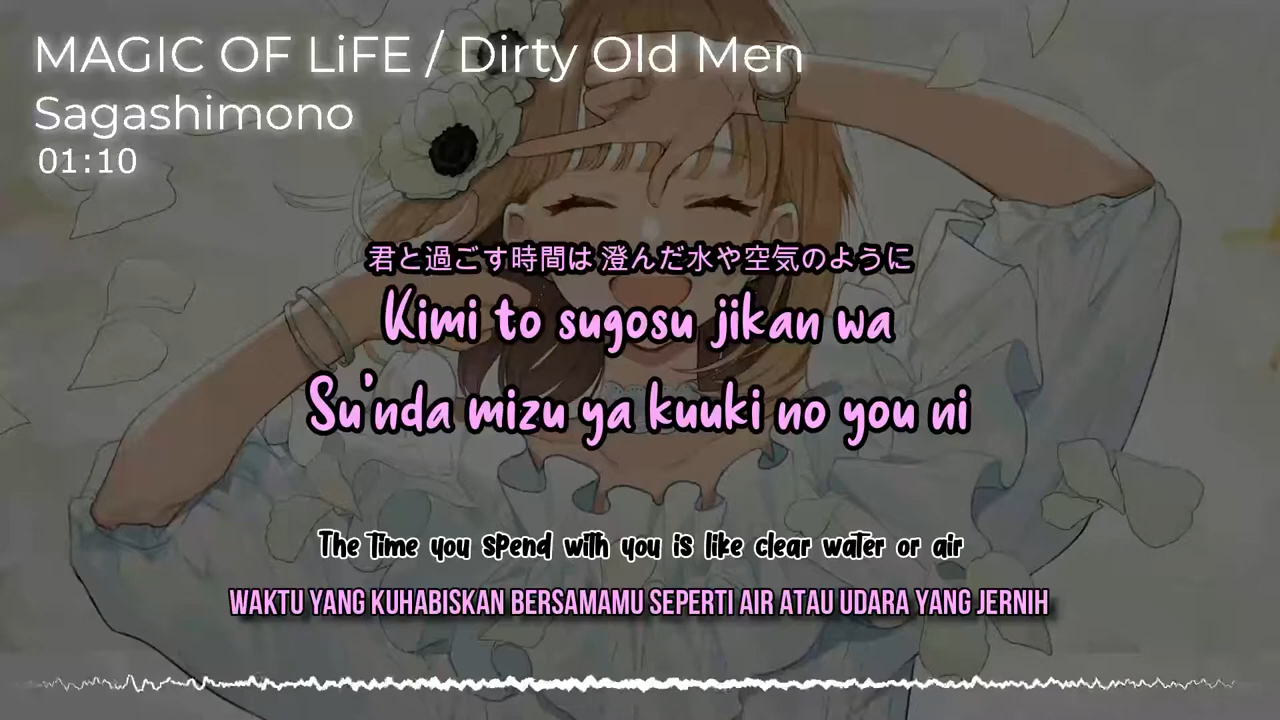 MAGIC OF LiFE / Dirty Old Men
Sagashimono
01:10
君と過ごす時間は 澄んだ水や空気のように
Kimi to sugosu jikan wa
Su'nda mizu ya kuuki no you ni
The time you spend with you is like clear water or air
WAKTU YANG KUHABISKAN BERSAMAMU SEPERTI AIR ATAU UDARA YANG JERNIH